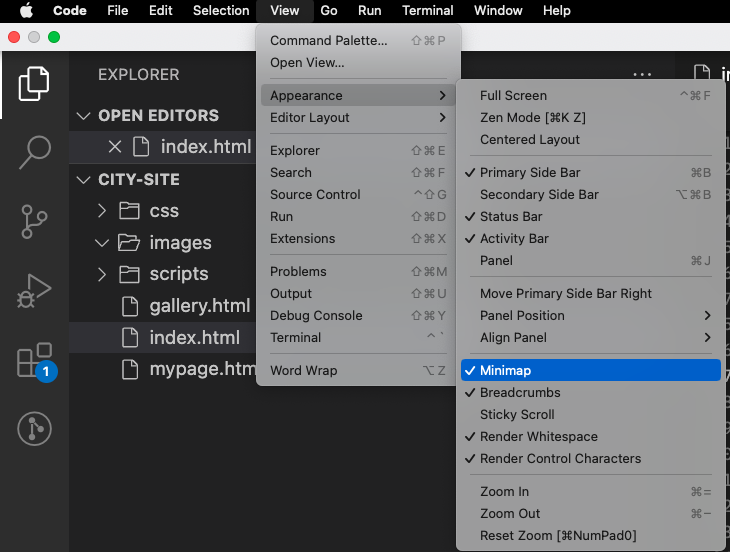 Code File Edit Selection View Go Run Terminal Window Help
EXPLORER
OPEN EDITORS
index.html
CITY-SITE
css
images
scripts
gallery.html
index.html
mypage.htm
1
Command Palette... ⇧⌘P
Open View...
Appearance
Editor Layout
Explorer ⇧⌘E
Search ⇧⌘F
Source Control ^⇧G
Run ⇧⌘D
Extensions ⇧⌘X
Problems ⇧⌘M
Output ⇧⌘U
Debug Console ⇧⌘Y
Terminal ^`
Word Wrap ⌥Z
Full Screen ^⌘F
Zen Mode [⌘K Z]
Centered Layout
Primary Side Bar ⌘B
Secondary Side Bar ⌥⌘B
Status Bar
Activity Bar
Panel ⌘J
Move Primary Side Bar Right
Panel Position
Align Panel
Minimap
Breadcrumbs
Sticky Scroll
Render Whitespace
Render Control Characters
Zoom In ⌘=
Zoom Out ⌘−
Reset Zoom [⌘NumPad0]